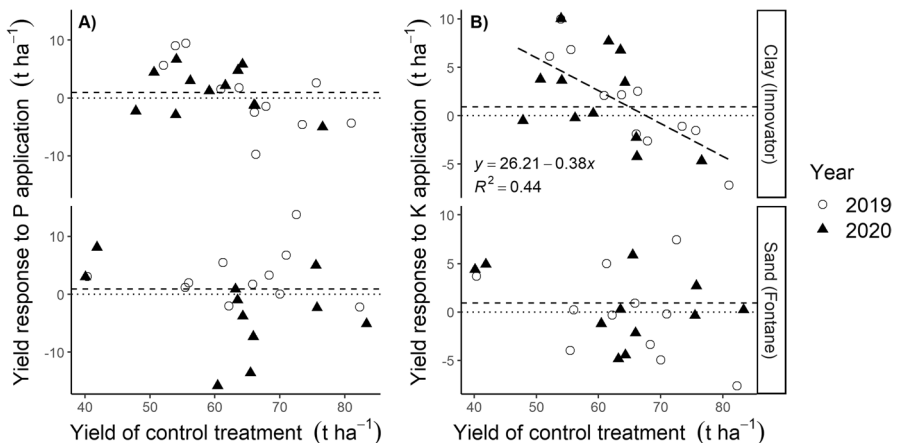 A)
Yield response to P application (t ha⁻¹)
10
0
-10
10
0
-10
40 50 60 70 80
Yield of control treatment (t ha⁻¹)
B)
Yield response to K application (t ha⁻¹)
10
5
0
-5
y = 26.21 − 0.38x
R² = 0.44
Clay (Innovator)
10
5
0
-5
Sand (Fontane)
40 50 60 70 80
Yield of control treatment (t ha⁻¹)
Year
2019
2020